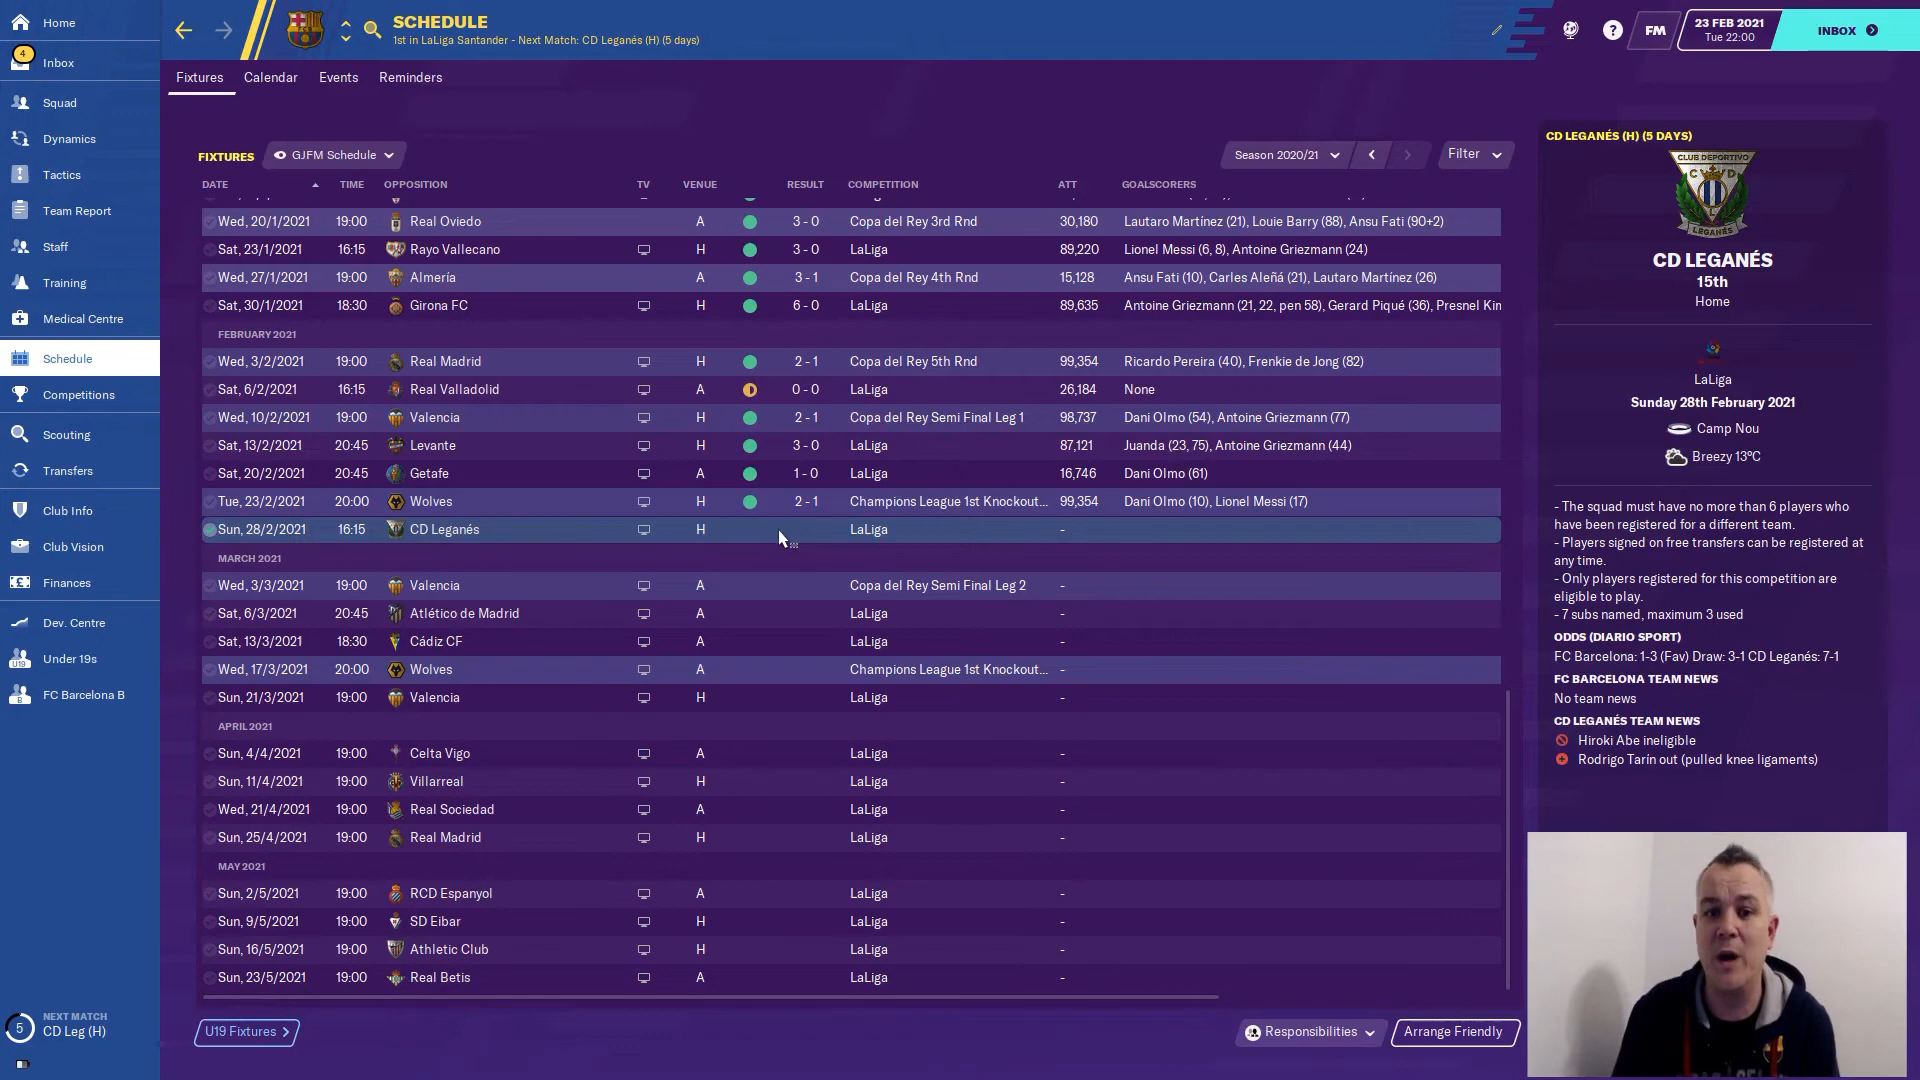 Home
4
Inbox
Squad
Dynamics
Tactics
Team Report
Staff
Training
Medical Centre
Schedule
Competitions
Scouting
Transfers
Club Info
Club Vision
Finances
Dev. Centre
U19
Under 19s
B
FC Barcelona B
5
NEXT MATCH
CD Leg (H)
SCHEDULE
1st in LaLiga Santander - Next Match: CD Leganés (H) (5 days)
? FM
23 FEB 2021
Tue 22:00
INBOX
Fixtures Calendar Events Reminders
FIXTURES GJFM Schedule Season 2020/21 Filter
DATE TIME OPPOSITION TV VENUE RESULT COMPETITION ATT GOALSCORERS
Wed, 20/1/2021 19:00 Real Oviedo A 3 - 0 Copa del Rey 3rd Rnd 30,180 Lautaro Martínez (21), Louie Barry (88), Ansu Fati (90+2)
Sat, 23/1/2021 16:15 Rayo Vallecano H 3 - 0 LaLiga 89,220 Lionel Messi (6, 8), Antoine Griezmann (24)
Wed, 27/1/2021 19:00 Almería A 3 - 1 Copa del Rey 4th Rnd 15,128 Ansu Fati (10), Carles Aleñá (21), Lautaro Martínez (26)
Sat, 30/1/2021 18:30 Girona FC H 6 - 0 LaLiga 89,635 Antoine Griezmann (21, 22, pen 58), Gerard Piqué (36), Presnel Kin
FEBRUARY 2021
Wed, 3/2/2021 19:00 Real Madrid H 2 - 1 Copa del Rey 5th Rnd 99,354 Ricardo Pereira (40), Frenkie de Jong (82)
Sat, 6/2/2021 16:15 Real Valladolid A 0 - 0 LaLiga 26,184 None
Wed, 10/2/2021 19:00 Valencia H 2 - 1 Copa del Rey Semi Final Leg 1 98,737 Dani Olmo (54), Antoine Griezmann (77)
Sat, 13/2/2021 20:45 Levante H 3 - 0 LaLiga 87,121 Juanda (23, 75), Antoine Griezmann (44)
Sat, 20/2/2021 20:45 Getafe A 1 - 0 LaLiga 16,746 Dani Olmo (61)
Tue, 23/2/2021 20:00 Wolves H 2 - 1 Champions League 1st Knockout... 99,354 Dani Olmo (10), Lionel Messi (17)
Sun, 28/2/2021 16:15 CD Leganés H LaLiga -
MARCH 2021
Wed, 3/3/2021 19:00 Valencia A Copa del Rey Semi Final Leg 2 -
Sat, 6/3/2021 20:45 Atlético de Madrid A LaLiga -
Sat, 13/3/2021 18:30 Cádiz CF A LaLiga -
Wed, 17/3/2021 20:00 Wolves A Champions League 1st Knockout... -
Sun, 21/3/2021 19:00 Valencia H LaLiga -
APRIL 2021
Sun, 4/4/2021 19:00 Celta Vigo A LaLiga -
Sun, 11/4/2021 19:00 Villarreal H LaLiga -
Wed, 21/4/2021 19:00 Real Sociedad A LaLiga -
Sun, 25/4/2021 19:00 Real Madrid H LaLiga -
MAY 2021
Sun, 2/5/2021 19:00 RCD Espanyol A LaLiga -
Sun, 9/5/2021 19:00 SD Eibar H LaLiga -
Sun, 16/5/2021 19:00 Athletic Club H LaLiga -
Sun, 23/5/2021 19:00 Real Betis A LaLiga -
U19 Fixtures Responsibilities Arrange Friendly
CD LEGANÉS (H) (5 DAYS)
CLUB DEPORTIVO
LEGANÉS
CD LEGANÉS
15th
Home
LaLiga
Sunday 28th February 2021
Camp Nou
Breezy 13ºC
- The squad must have no more than 6 players
who have been registered for a different team.
- Players signed on free transfers can be registered at
any time.
- Only players registered for this competition are
eligible to play.
- 7 subs named, maximum 3 used
ODDS (DIARIO SPORT)
FC Barcelona: 1-3 (Fav) Draw: 3-1 CD Leganés: 7-1
FC BARCELONA TEAM NEWS
No team news
CD LEGANÉS TEAM NEWS
Hiroki Abe ineligible
Rodrigo Tarín out (pulled knee ligaments)